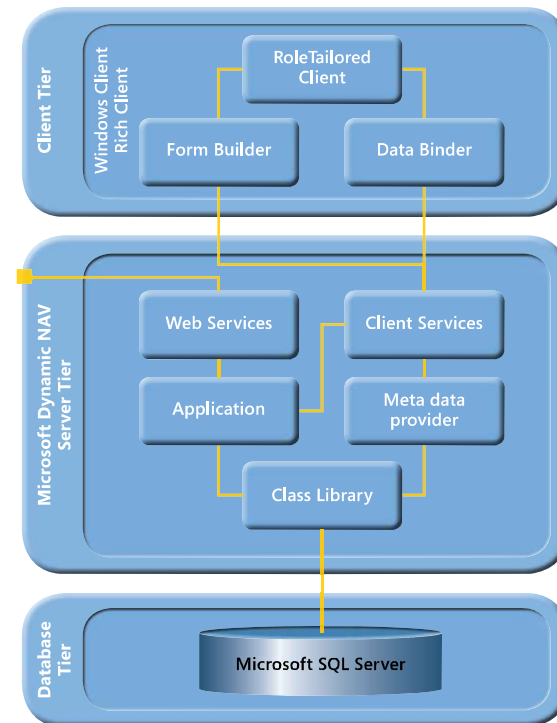 Client Tier
Windows Client
Rich Client
RoleTailored
Client
Form Builder
Data Binder
Microsoft Dynamic NAV
Server Tier
Web Services
Client Services
Application
Meta data
provider
Class Library
Database
Tier
Microsoft SQL Server